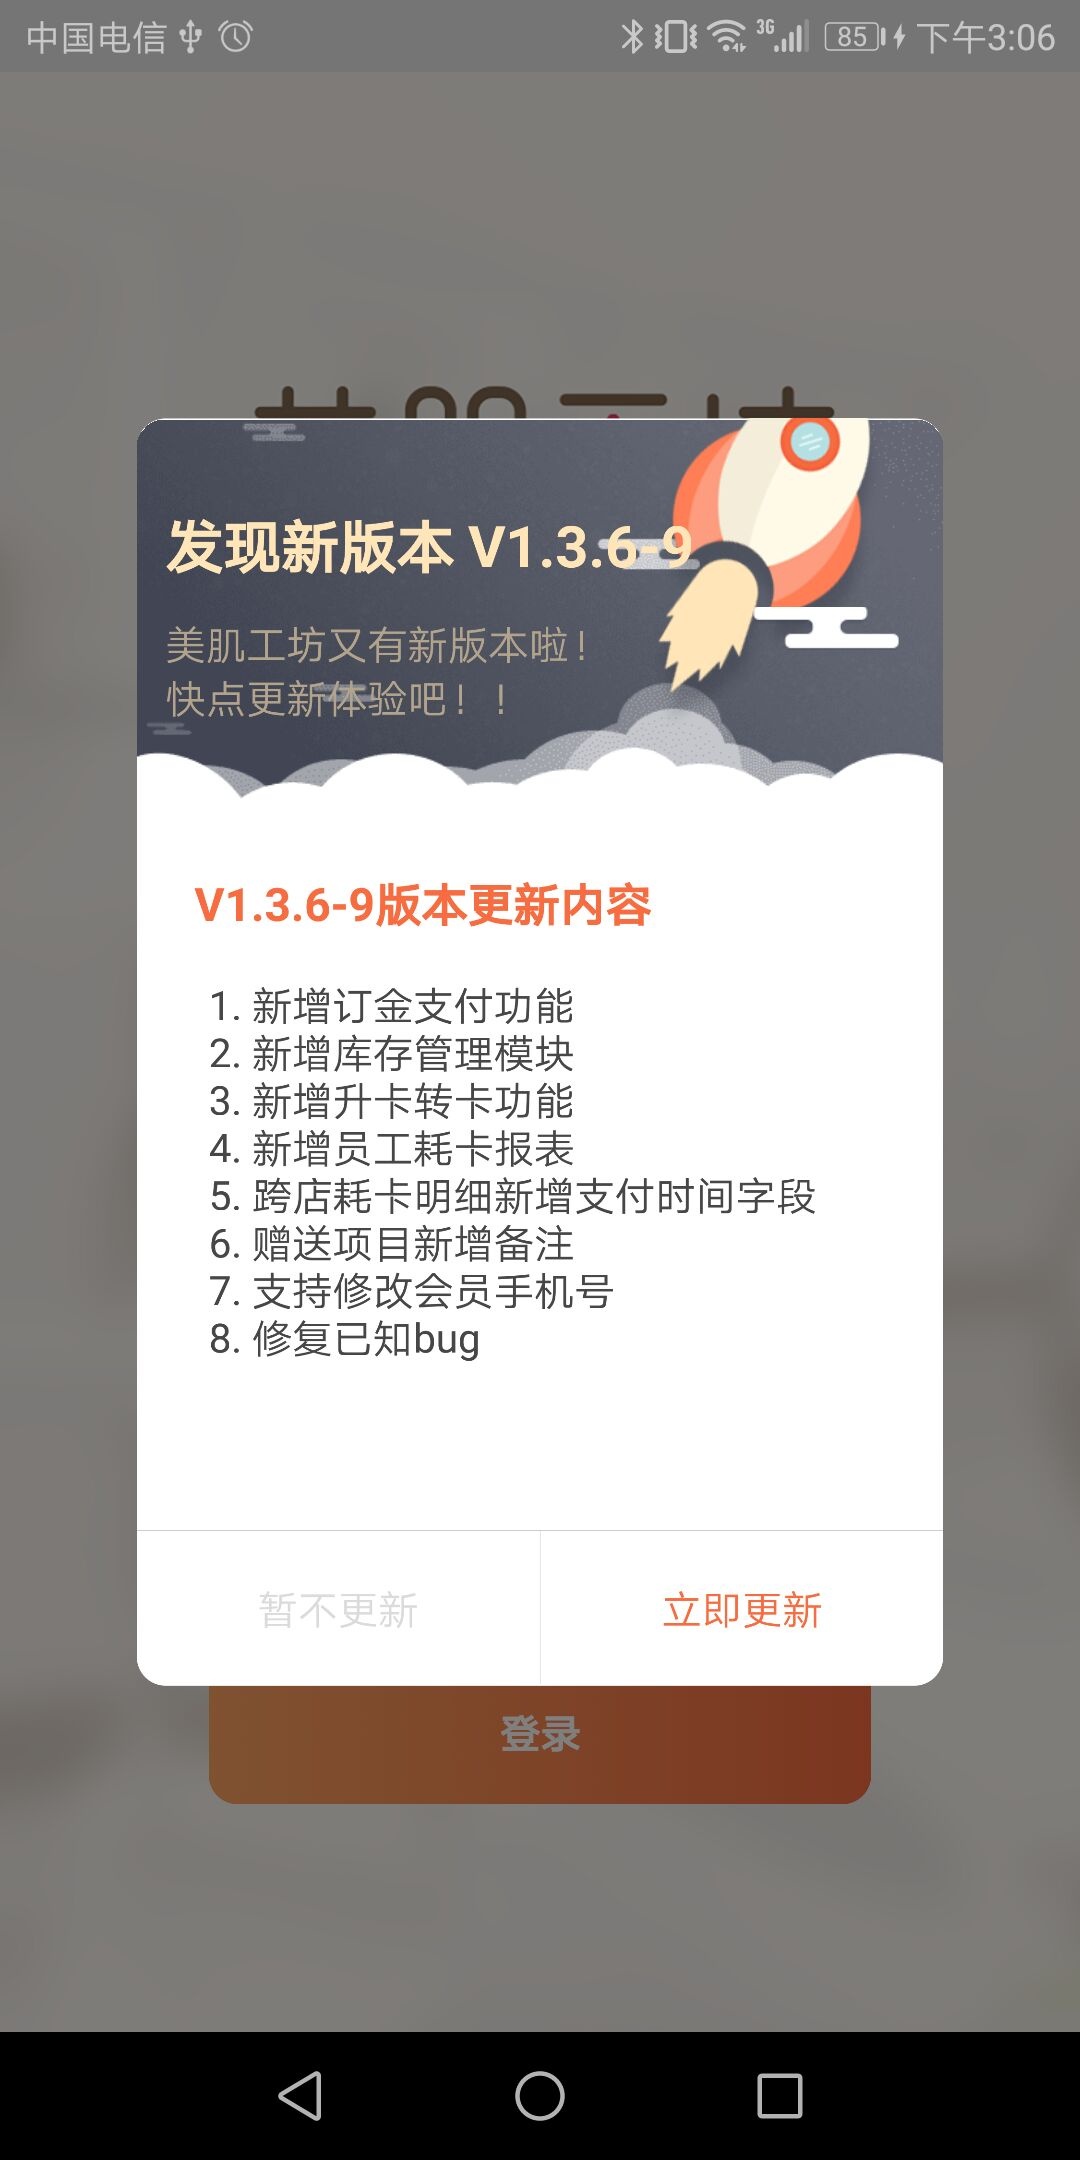 中国电信 3G 85 下午3:06
发现新版本 V1.3.6-9
美肌工坊又有新版本啦！
快点更新体验吧！！
V1.3.6-9版本更新内容
1. 新增订金支付功能
2. 新增库存管理模块
3. 新增升卡转卡功能
4. 新增员工耗卡报表
5. 跨店耗卡明细新增支付时间字段
6. 赠送项目新增备注
7. 支持修改会员手机号
8. 修复已知bug
暂不更新 立即更新
登录